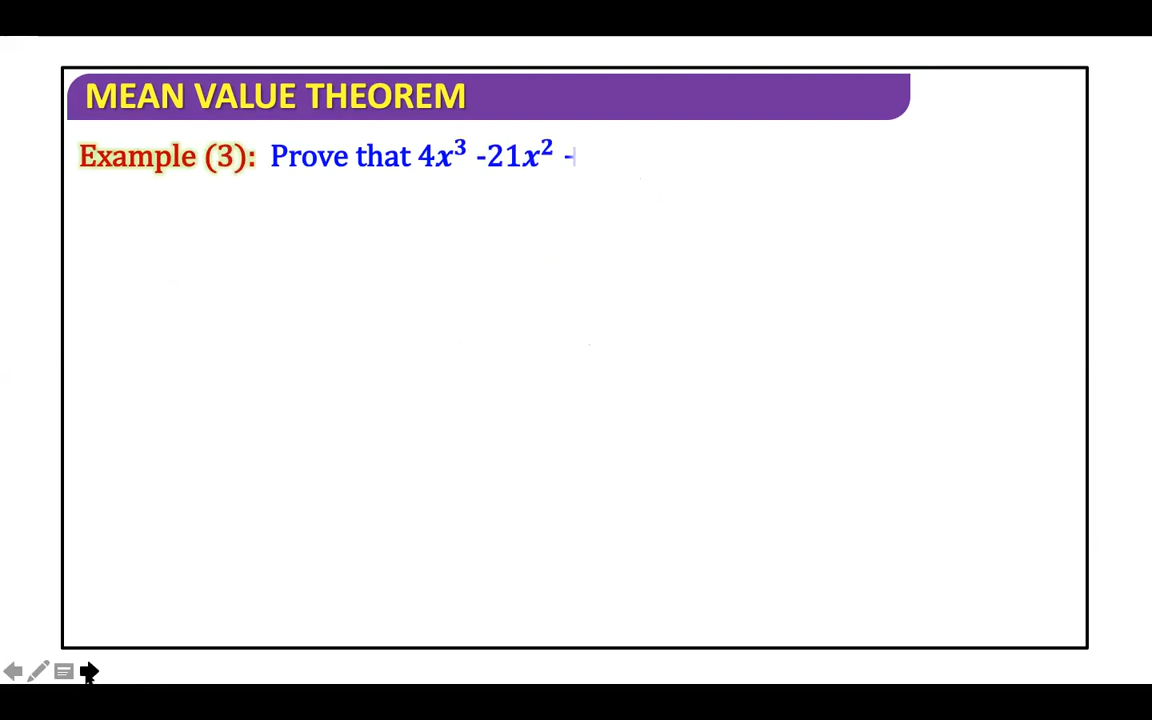 MEAN VALUE THEOREM
Example (3): Prove that 4x³ -21x²